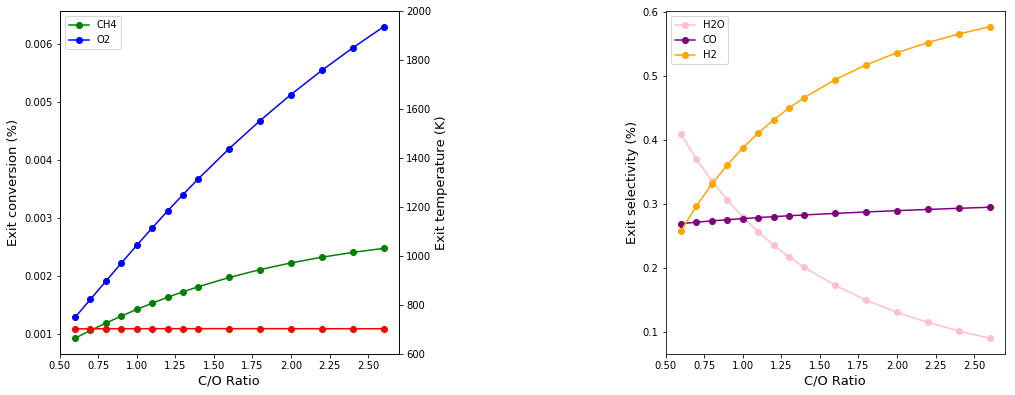 CH4
O2
0.006
0.005
0.004
0.003
0.002
0.001
Exit conversion (%)
2000
1800
1600
1400
1200
1000
800
600
Exit temperature (K)
0.50 0.75 1.00 1.25 1.50 1.75 2.00 2.25 2.50
C/O Ratio
H2O
CO
H2
0.6
0.5
0.4
0.3
0.2
0.1
Exit selectivity (%)
0.50 0.75 1.00 1.25 1.50 1.75 2.00 2.25 2.50
C/O Ratio